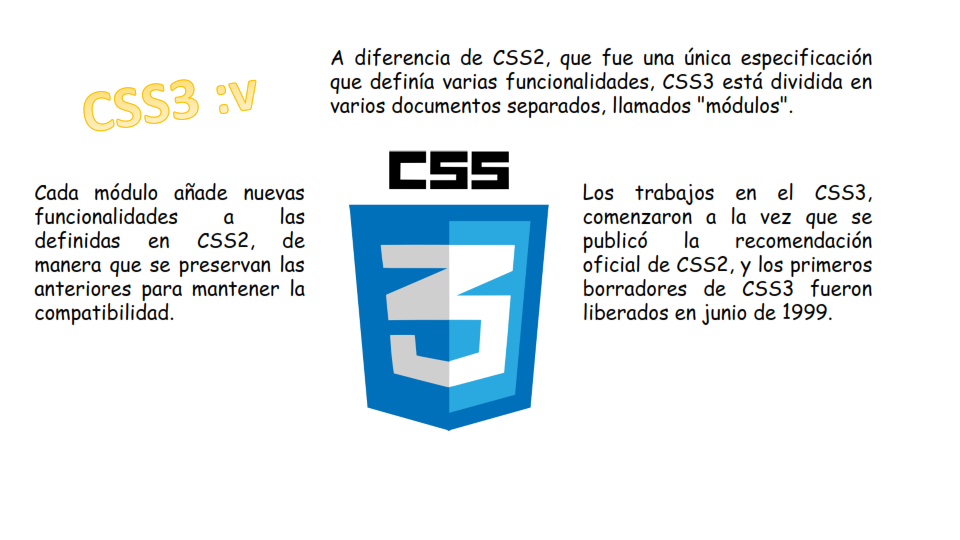 CSS3 :v
A diferencia de CSS2, que fue una única especificación
que definía varias funcionalidades, CSS3 está dividida en
varios documentos separados, llamados "módulos".
Cada módulo añade nuevas
funcionalidades a las
definidas en CSS2, de
manera que se preservan las
anteriores para mantener la
compatibilidad.
CSS
3
Los trabajos en el CSS3,
comenzaron a la vez que se
publicó la recomendación
oficial de CSS2, y los primeros
borradores de CSS3 fueron
liberados en junio de 1999.